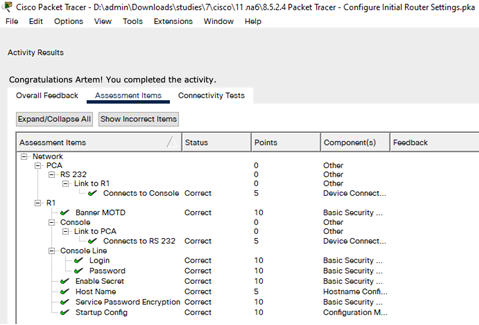 Cisco Packet Tracer - D:\admin\Downloads\studies\7\cisco\11 лаб\8.5.2.4 Packet Tracer - Configure Initial Router Settings.pka
File Edit Options View Tools Extensions Window Help
Activity Results
Congratulations Artem! You completed the activity.
Overall Feedback Assessment Items Connectivity Tests
Expand/Collapse All Show Incorrect Items
Assessment Items Status Points Component(s) Feedback
Network
PCA 0 Other
RS 232 0 Other
Link to R1 0 Other
Connects to Console Correct 5 Device Connect...
R1 0 Other
Banner MOTD Correct 10 Basic Security ...
Console 0 Other
Link to PCA 0 Other
Connects to RS 232 Correct 5 Device Connect...
Console Line 0 Other
Login Correct 10 Basic Security ...
Password Correct 10 Basic Security ...
Enable Secret Correct 10 Basic Security ...
Host Name Correct 5 Hostname Confi...
Service Password Encryption Correct 10 Basic Security ...
Startup Config Correct 10 Configuration M...